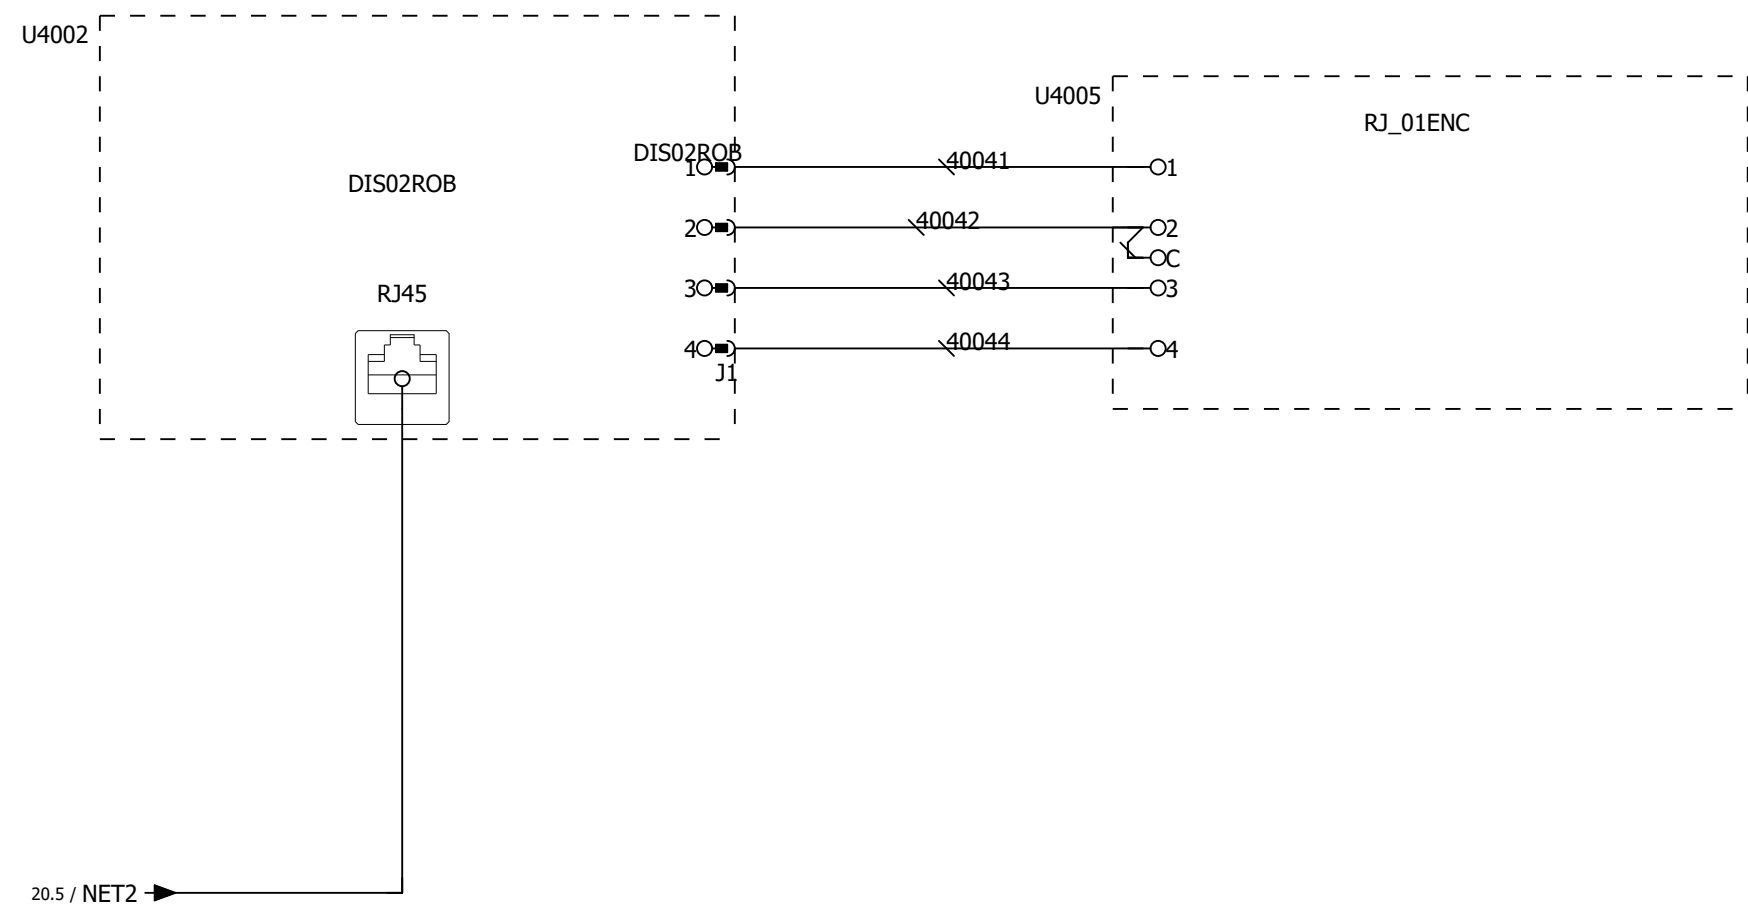 U4002
U4005
RJ_01ENC
DIS02ROB
DIS02ROB
1 40041 1
2 40042 2
C
RJ45
3 40043 3
4 40044 4
J1
20.5 / NET2